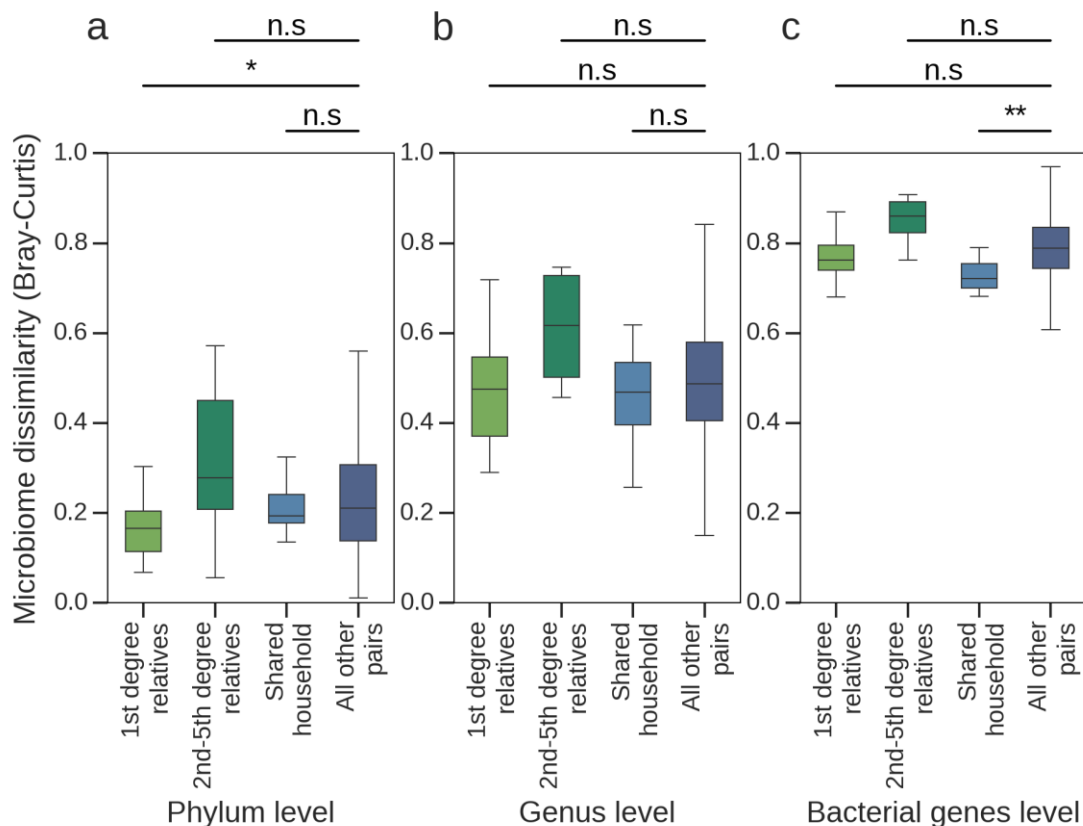 a
n.s
*
n.s
b
n.s
n.s
n.s
c
n.s
n.s
**
Microbiome dissimilarity (Bray-Curtis)
1.0
0.8
0.6
0.4
0.2
0.0
1st degree
relatives
2nd-5th degree
relatives
Shared
household
All other
pairs
Phylum level
1.0
0.8
0.6
0.4
0.2
0.0
1st degree
relatives
2nd-5th degree
relatives
Shared
household
All other
pairs
Genus level
1.0
0.8
0.6
0.4
0.2
0.0
1st degree
relatives
2nd-5th degree
relatives
Shared
household
All other
pairs
Bacterial genes level